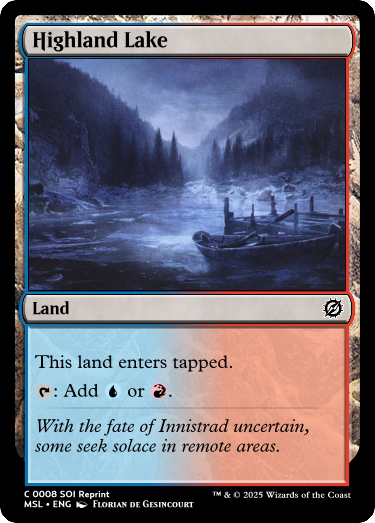 Highland Lake
Land
This land enters tapped.
: Add or .
With the fate of Innistrad uncertain,
some seek solace in remote areas.
C 0008 SOI Reprint
MSL • ENG Florian de Gesincourt
™ & © 2025 Wizards of the Coast